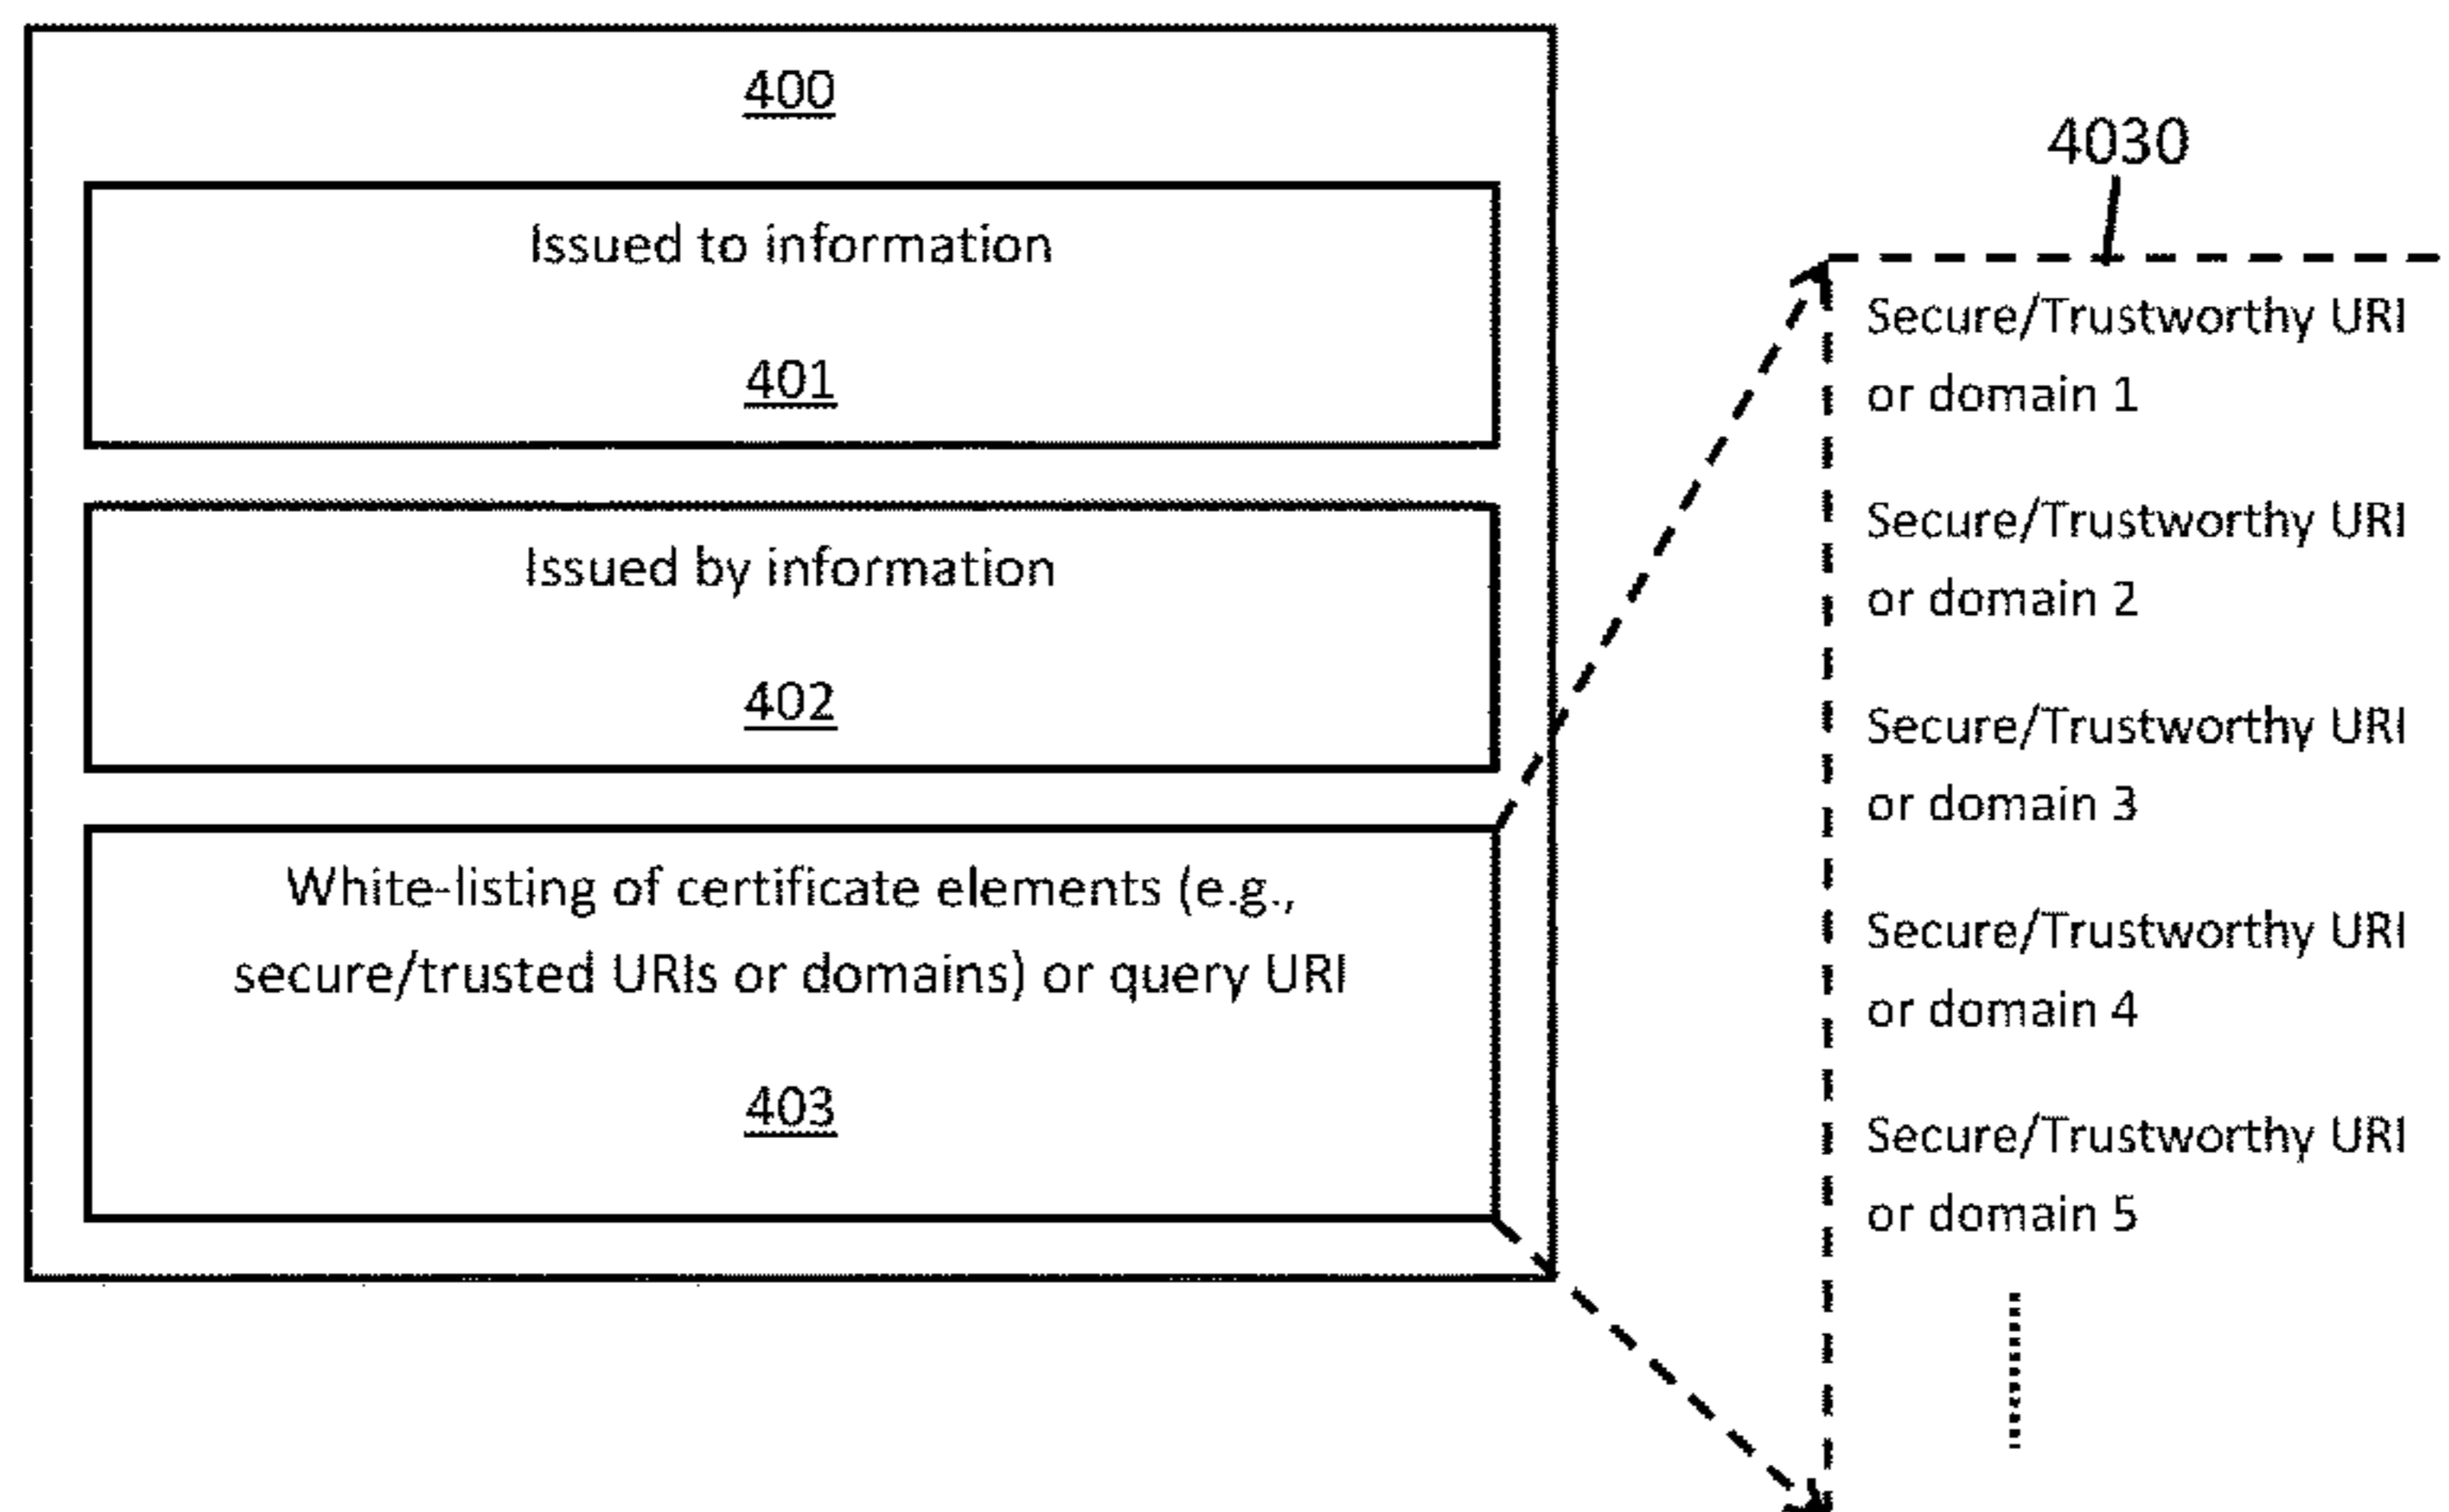 400
Issued to information
401
Issued by information
402
White-listing of certificate elements (e.g.,
secure/trusted URIs or domains) or query URI
403
4030
Secure/Trustworthy URI
or domain 1
Secure/Trustworthy URI
or domain 2
Secure/Trustworthy URI
or domain 3
Secure/Trustworthy URI
or domain 4
Secure/Trustworthy URI
or domain 5